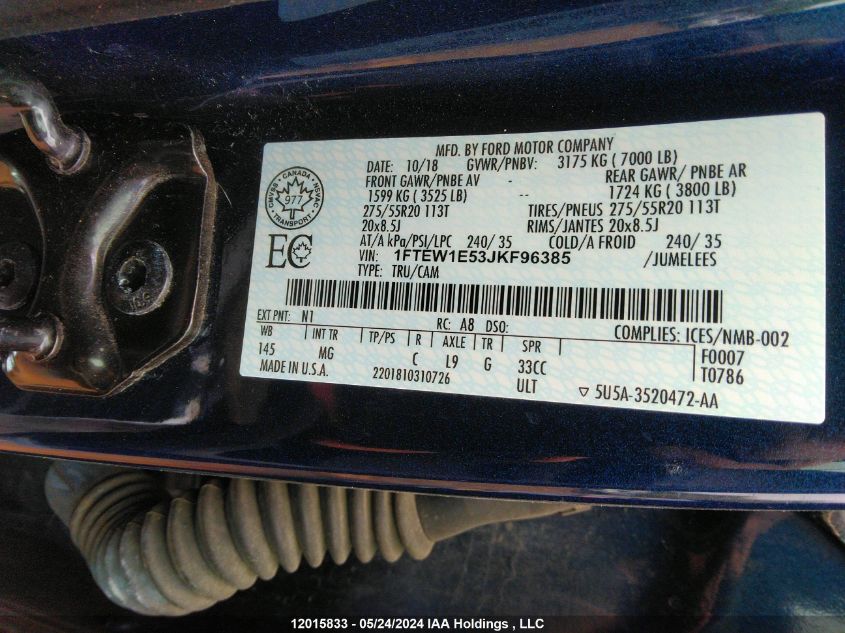 MFD. BY FORD MOTOR COMPANY
DATE: 10/18 GVWR/PNBV: 3175 KG ( 7000 LB)
FRONT GAWR/PNBE AV - REAR GAWR/ PNBE AR
1599 KG ( 3525 LB) -- 1724 KG ( 3800 LB)
275/55R20 113T TIRES/PNEUS 275/55R20 113T
20x8.5J RIMS/JANTES 20x8.5J
AT/A kPa/PSI/LPC 240/ 35 COLD/A FROID 240/ 35
VIN: 1FTEW1E53JKF96385 /JUMELEES
TYPE: TRU/CAM
CANADA
CMVSS NSVAC
977
TRANSPORT
EC
EXT PNT: N1 RC: A8 DSO: COMPLIES: ICES/NMB-002
WB INT TR TP/PS R AXLE TR SPR F0007
145 MG C L9 G 33CC T0786
MADE IN U.S.A. 2201810310726 ULT ▽ 5U5A-3520472-AA
12015833 - 05/24/2024 IAA Holdings , LLC